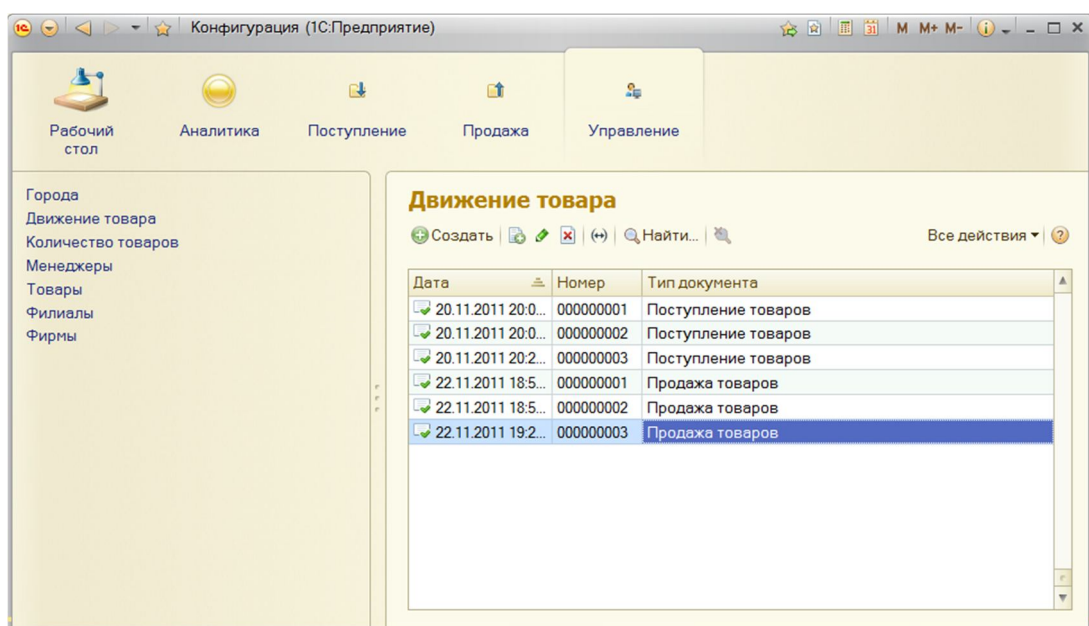 1С Конфигурация (1С:Предприятие) 31 M M+ M-
Рабочий стол Аналитика Поступление Продажа Управление
Города
Движение товара
Количество товаров
Менеджеры
Товары
Филиалы
Фирмы
Движение товара
Создать Найти... Все действия ?
Дата Номер Тип документа
20.11.2011 20:0... 000000001 Поступление товаров
20.11.2011 20:0... 000000002 Поступление товаров
20.11.2011 20:2... 000000003 Поступление товаров
22.11.2011 18:5... 000000001 Продажа товаров
22.11.2011 18:5... 000000002 Продажа товаров
22.11.2011 19:2... 000000003 Продажа товаров